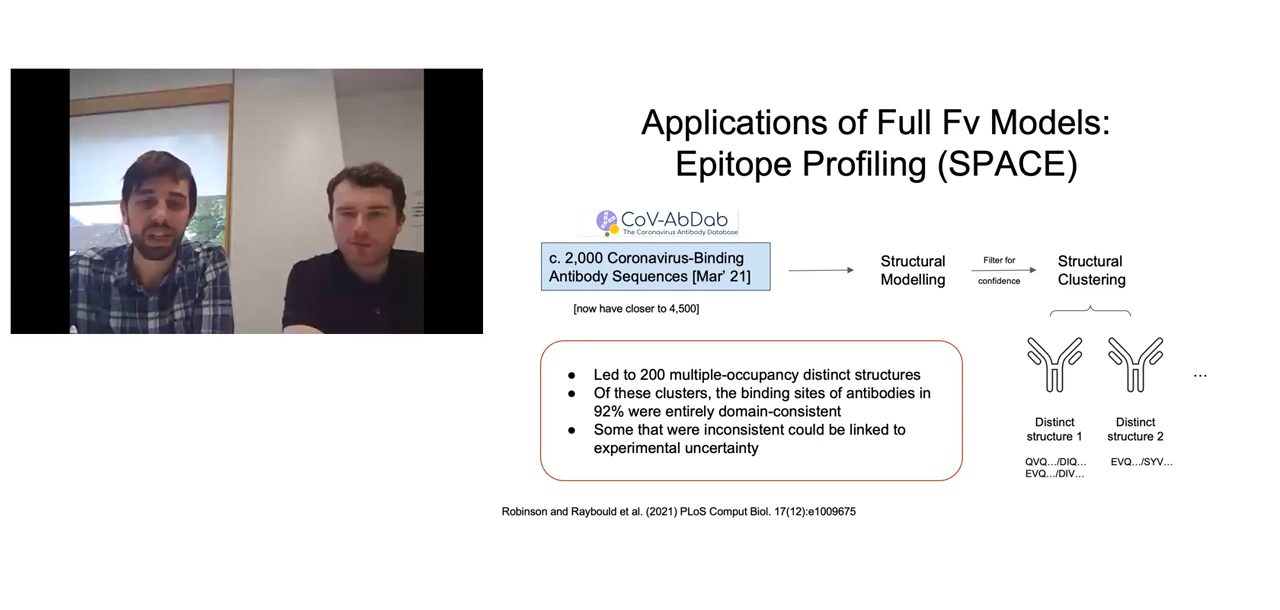 Applications of Full Fv Models:
Epitope Profiling (SPACE)
CoV-AbDab
The Coronavirus Antibody Database
c. 2,000 Coronavirus-Binding
Antibody Sequences [Mar' 21]
[now have closer to 4,500]
Structural
Modelling
Filter for
confidence
Structural
Clustering
● Led to 200 multiple-occupancy distinct structures
● Of these clusters, the binding sites of antibodies in
92% were entirely domain-consistent
● Some that were inconsistent could be linked to
experimental uncertainty
...
Distinct
structure 1
QVQ…/DIQ…
EVQ…/DIV…
Distinct
structure 2
EVQ…/SYV…
Robinson and Raybould et al. (2021) PLoS Comput Biol. 17(12):e1009675